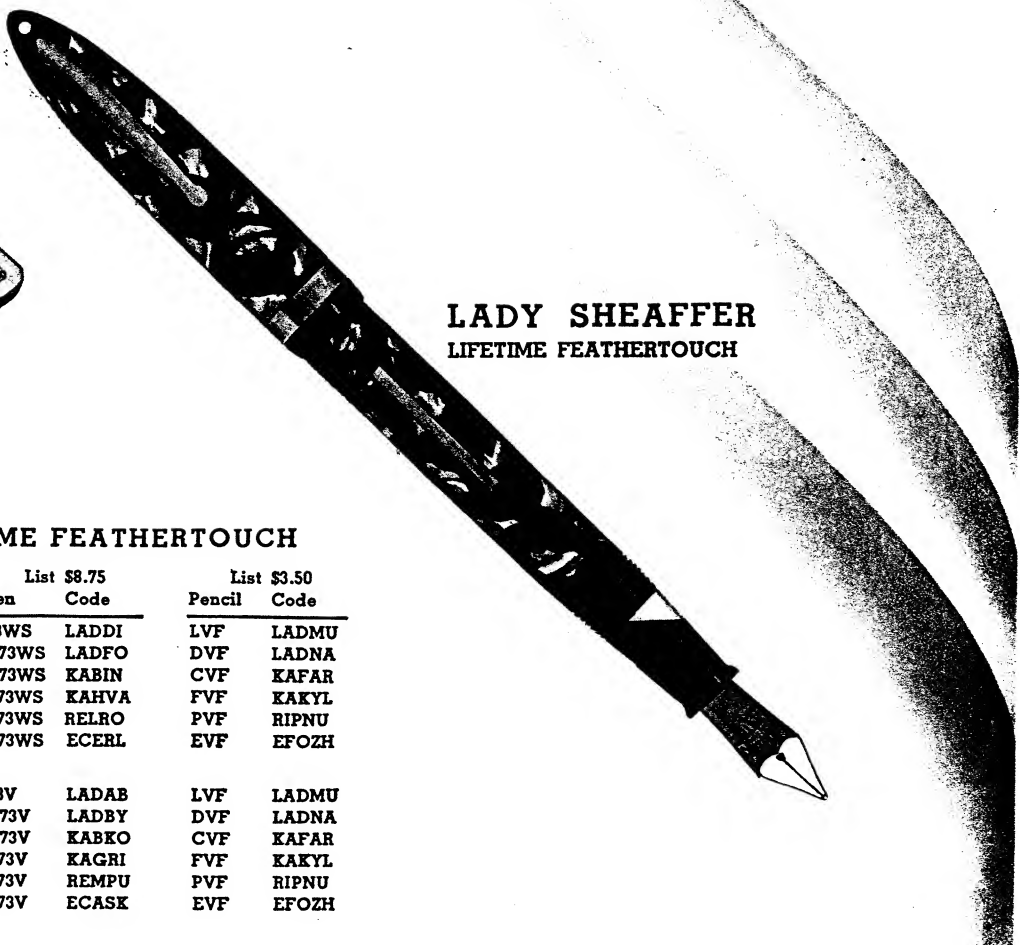 LADY SHEAFFER
LIFETIME FEATHERTOUCH
ME FEATHERTOUCH
List $8.75 List $3.50
en Code Pencil Code
3WS LADDI LVF LADMU
73WS LADFO DVF LADNA
73WS KABIN CVF KAFAR
73WS KAHVA FVF KAKYL
73WS RELRO PVF RIPNU
73WS ECERL EVF EFOZH
3V LADAB LVF LADMU
73V LADBY DVF LADNA
73V KABKO CVF KAFAR
73V KAGRI FVF KAKYL
73V REMPU PVF RIPNU
73V ECASK EVF EFOZH